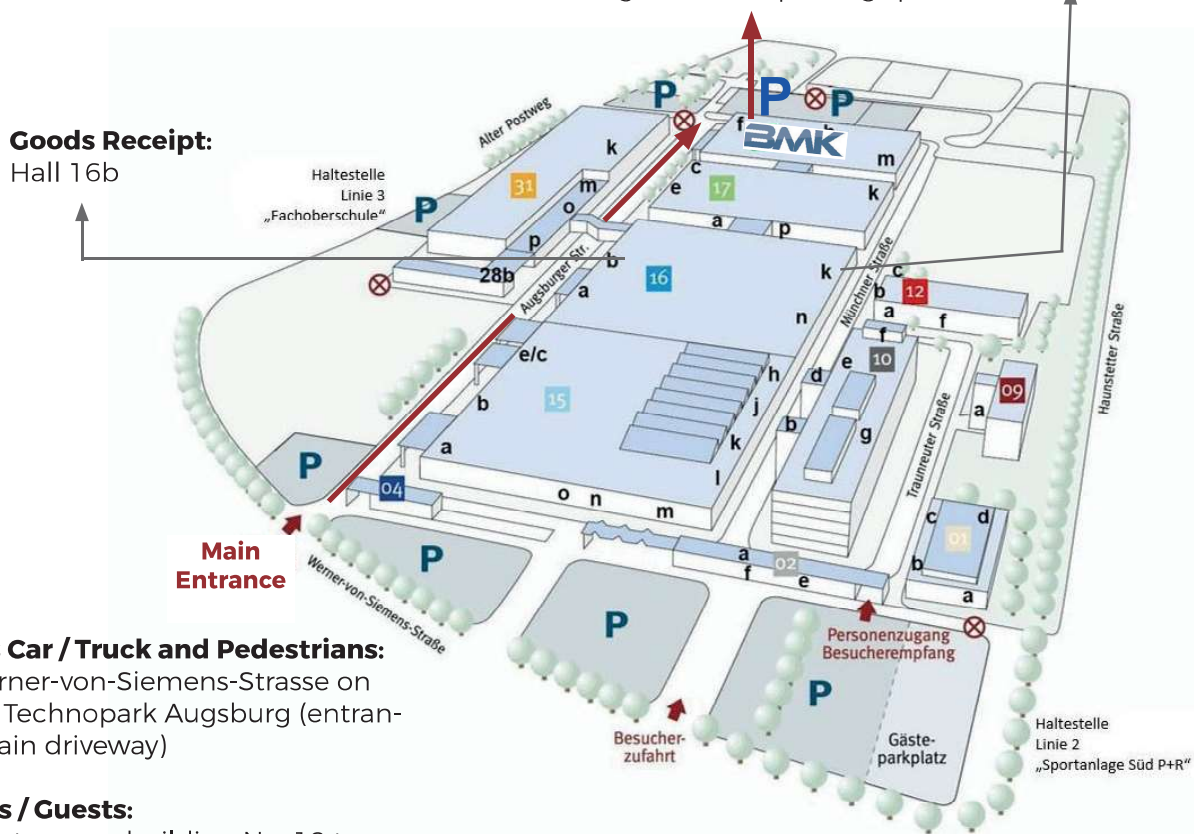 Goods Receipt:
Hall 16b
Alter Postweg
Haltestelle
Linie 3
„Fachoberschule“
P
P
P
P
P
BMK
f
m
k
31
m
o
p
28b
c
e
17
k
a
p
Augsburger Str.
b
a
16
k
n
Münchner Straße
c
b
12
a
f
f
e
10
d
b
g
09
a
Haunstetter Straße
Traunreuter Straße
e/c
b
15
h
j
k
l
a
o
n
m
04
Main
Entrance
Werner-von-Siemens-Straße
P
P
P
a
02
f
e
c
d
01
b
a
Personenzugang
Besucherempfang
Car / Truck and Pedestrians:
rner-von-Siemens-Strasse on
Technopark Augsburg (entran-
ain driveway)
Besucher-
zufahrt
P
Gäste-
parkplatz
Haltestelle
Linie 2
„Sportanlage Süd P+R“
s / Guests: